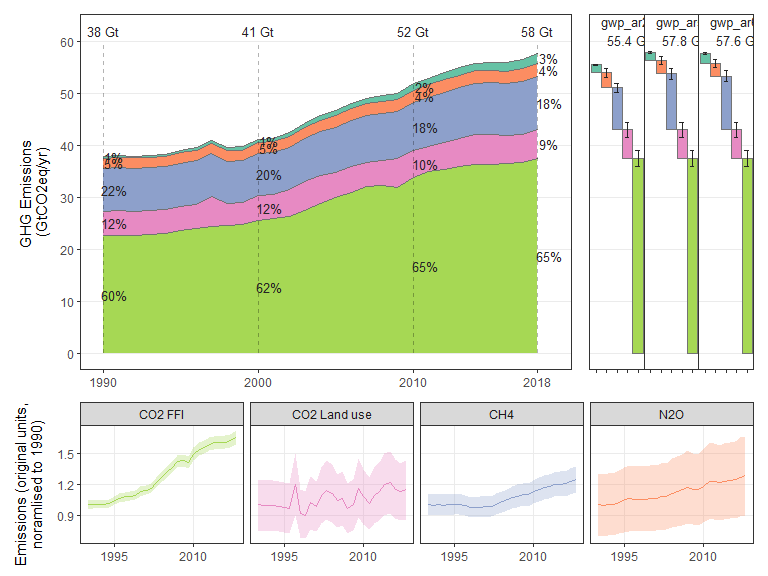 38 Gt 41 Gt 52 Gt 58 Gt
gwp_ar gwp_ar gwp_ar
55.4 G 57.8 G 57.6 G
GHG Emissions
(GtCO2eq/yr)
60
50
40
30
20
10
0
1% 1% 2% 3%
5% 5% 4% 4%
22% 20% 18% 18%
12% 12% 10% 9%
60% 62% 65% 65%
1990 2000 2010 2018
Emissions (original units,
noramlised to 1990)
CO2 FFI CO2 Land use CH4 N2O
1.5
1.2
0.9
1995 2010 1995 2010 1995 2010 1995 2010